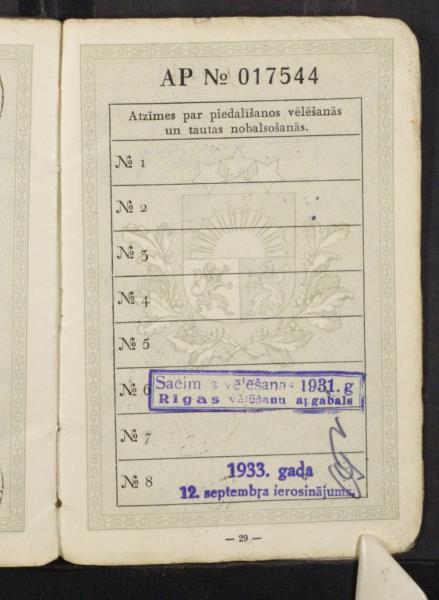 AP № 017544
Atzīmes par piedalīšanos vēlēšanās
un tautas nobalsošanās.
№ 1
№ 2
№ 3
№ 4
№ 5
№ 6
Saeimas vēlēšanas 1931. g
Rīgas vēlēšanu apgabals
№ 7
№ 8
1933. gada
12. septembra ierosinājums.
— 29 —